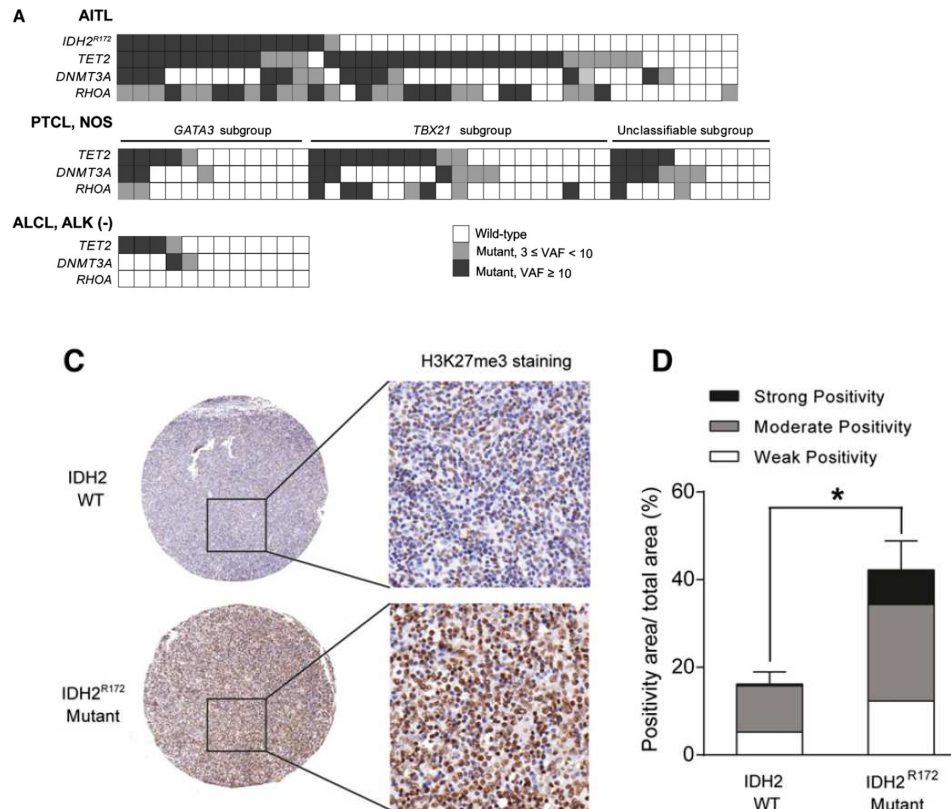 A
AITL
IDH2R172
TET2
DNMT3A
RHOA
PTCL, NOS
GATA3 subgroup TBX21 subgroup Unclassifiable subgroup
TET2
DNMT3A
RHOA
ALCL, ALK (-)
TET2
DNMT3A
RHOA
Wild-type
Mutant, 3 ≤ VAF < 10
Mutant, VAF ≥ 10
C
H3K27me3 staining
IDH2
WT
IDH2R172
Mutant
D
Strong Positivity
Moderate Positivity
Weak Positivity
Positivity area/ total area (%)
60
40
20
0
*
IDH2
WT
IDH2R172
Mutant